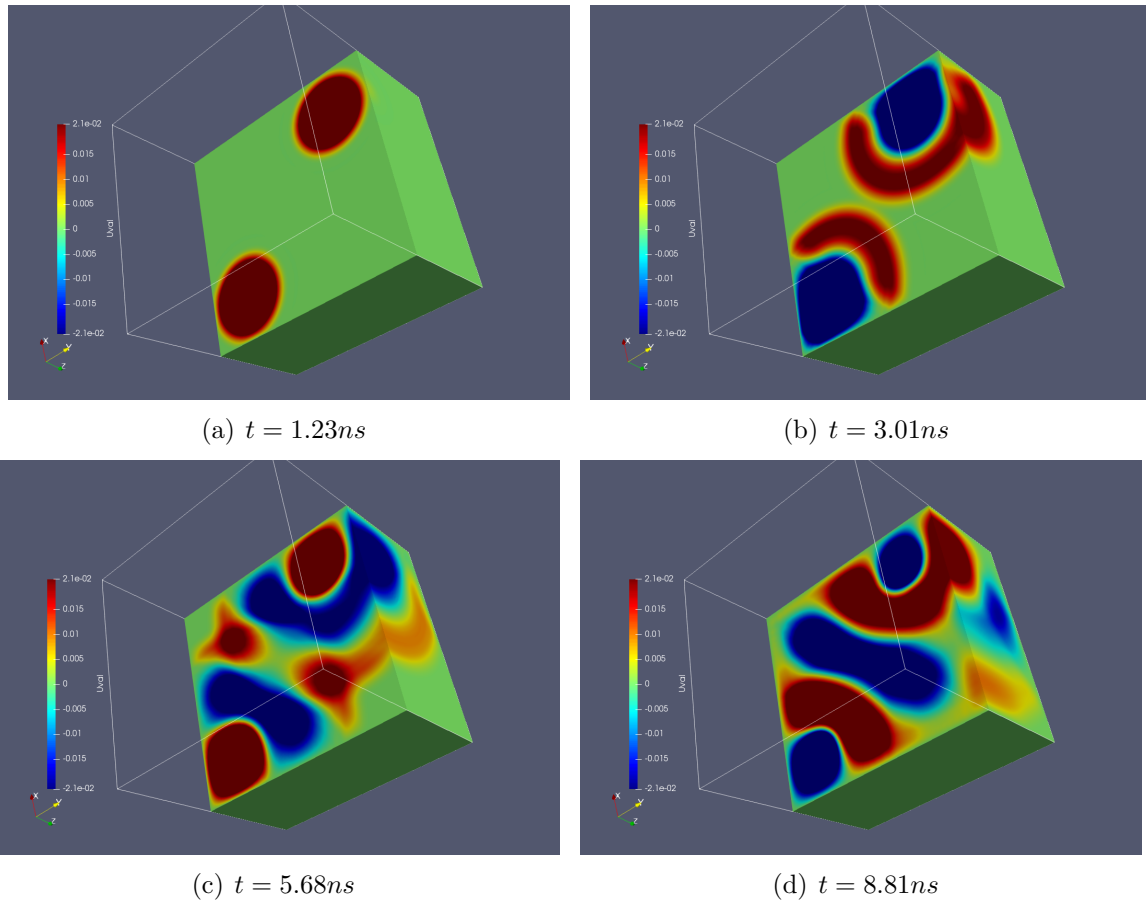 2.1e-02
0.015
0.01
0.005
0
-0.005
-0.01
-0.015
-2.1e-02
Uval
X
Y
Z
2.1e-02
0.015
0.01
0.005
0
-0.005
-0.01
-0.015
-2.1e-02
Uval
X
Y
Z
(a) t = 1.23ns
(b) t = 3.01ns
2.1e-02
0.015
0.01
0.005
0
-0.005
-0.01
-0.015
-2.1e-02
Uval
X
Y
Z
2.1e-02
0.015
0.01
0.005
0
-0.005
-0.01
-0.015
-2.1e-02
Uval
X
Y
Z
(c) t = 5.68ns
(d) t = 8.81ns